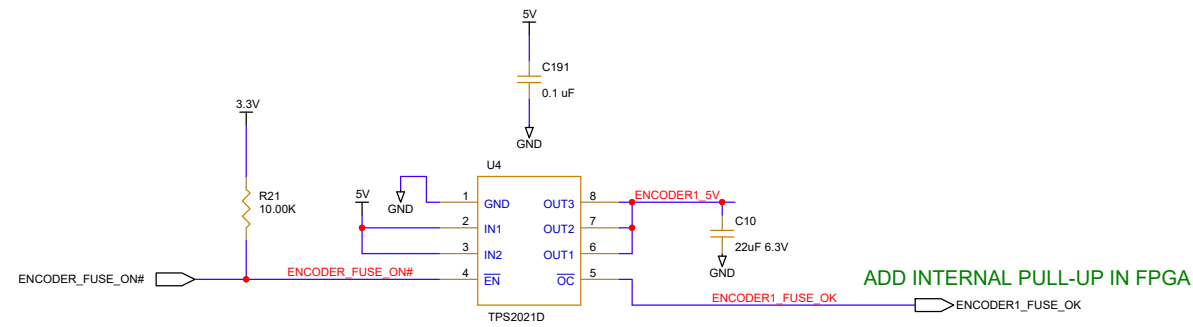 5V
C191
0.1 uF
GND
3.3V
R21
10.00K
U4
5V
GND
1
GND
OUT3
8
ENCODER1_5V
2
IN1
OUT2
7
C10
22uF 6.3V
GND
3
IN2
OUT1
6
ENCODER_FUSE_ON#
ENCODER_FUSE_ON#
4
EN
OC
5
ENCODER1_FUSE_OK
ADD INTERNAL PULL-UP IN FPGA
ENCODER1_FUSE_OK
TPS2021D